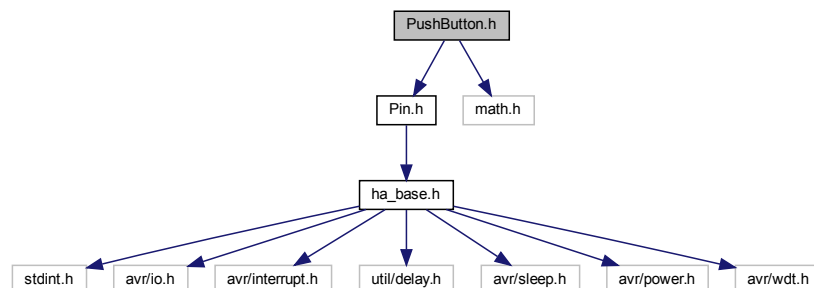 PushButton.h
Pin.h
math.h
ha_base.h
stdint.h
avr/io.h
avr/interrupt.h
util/delay.h
avr/sleep.h
avr/power.h
avr/wdt.h